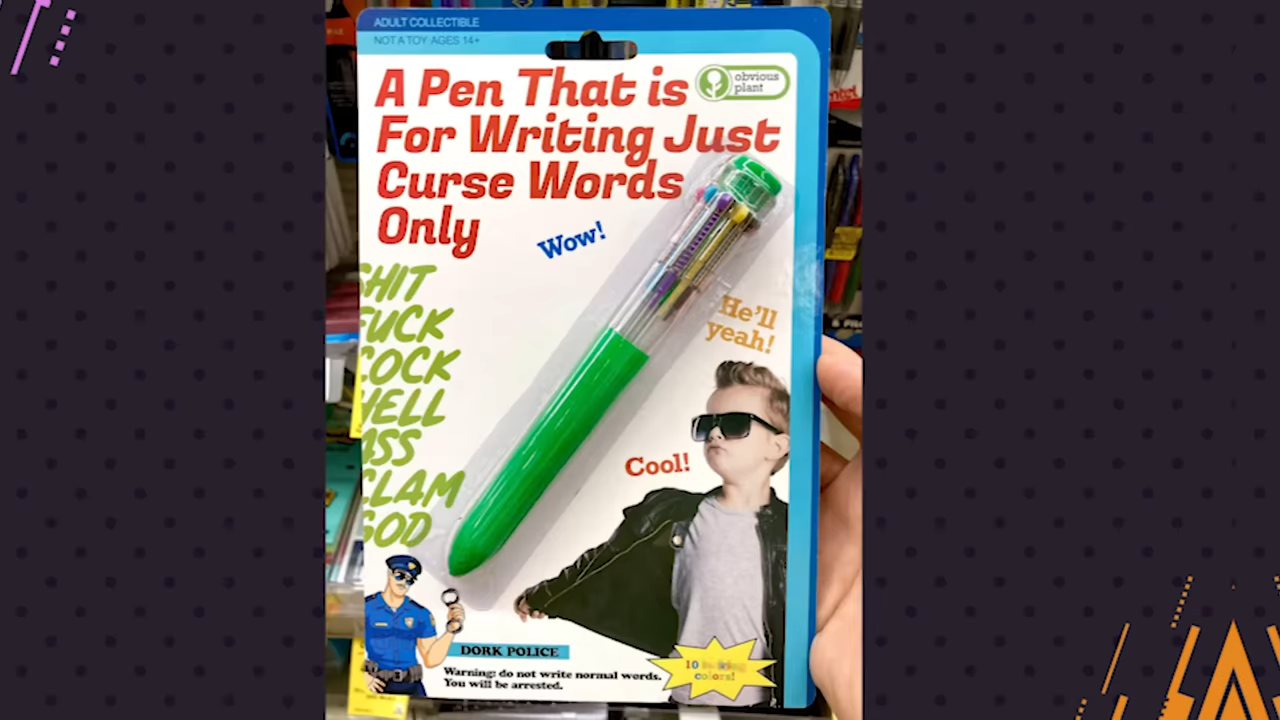 ADULT COLLECTIBLE
NOT A TOY AGES 14+
obvious
plant
A Pen That is
For Writing Just
Curse Words
Only
Wow!
SHIT
FUCK
COCK
HELL
ASS
CLAM
GOD
He'll
yeah!
Cool!
DORK POLICE
Warning: do not write normal words.
You will be arrested.
10
colors!